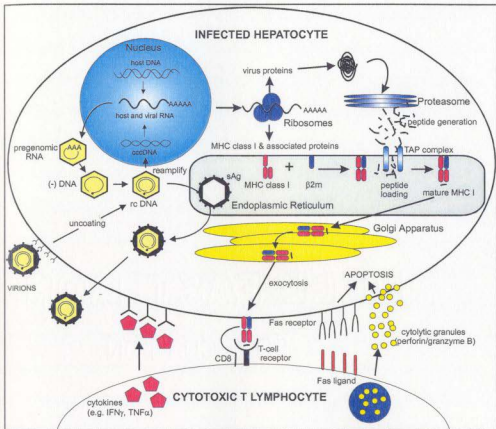 INFECTED HEPATOCYTE
Nucleus
host DNA
virus proteins
AAAAA
host and viral RNA
AAAAA
Ribosomes
Proteasome
peptide generation
pregenomic
RNA
AAA
cccDNA
reamplify
MHC class I & associated proteins
TAP complex
(-) DNA
rc DNA
sAg
+
MHC class I
β2m
peptide
loading
mature MHC I
Endoplasmic Reticulum
uncoating
Golgi Apparatus
VIRIONS
exocytosis
APOPTOSIS
Fas receptor
cytolytic granules
(perforin/granzyme B)
CD8
T-cell
receptor
Fas ligand
cytokines
(e.g. IFNγ, TNFα)
CYTOTOXIC T LYMPHOCYTE